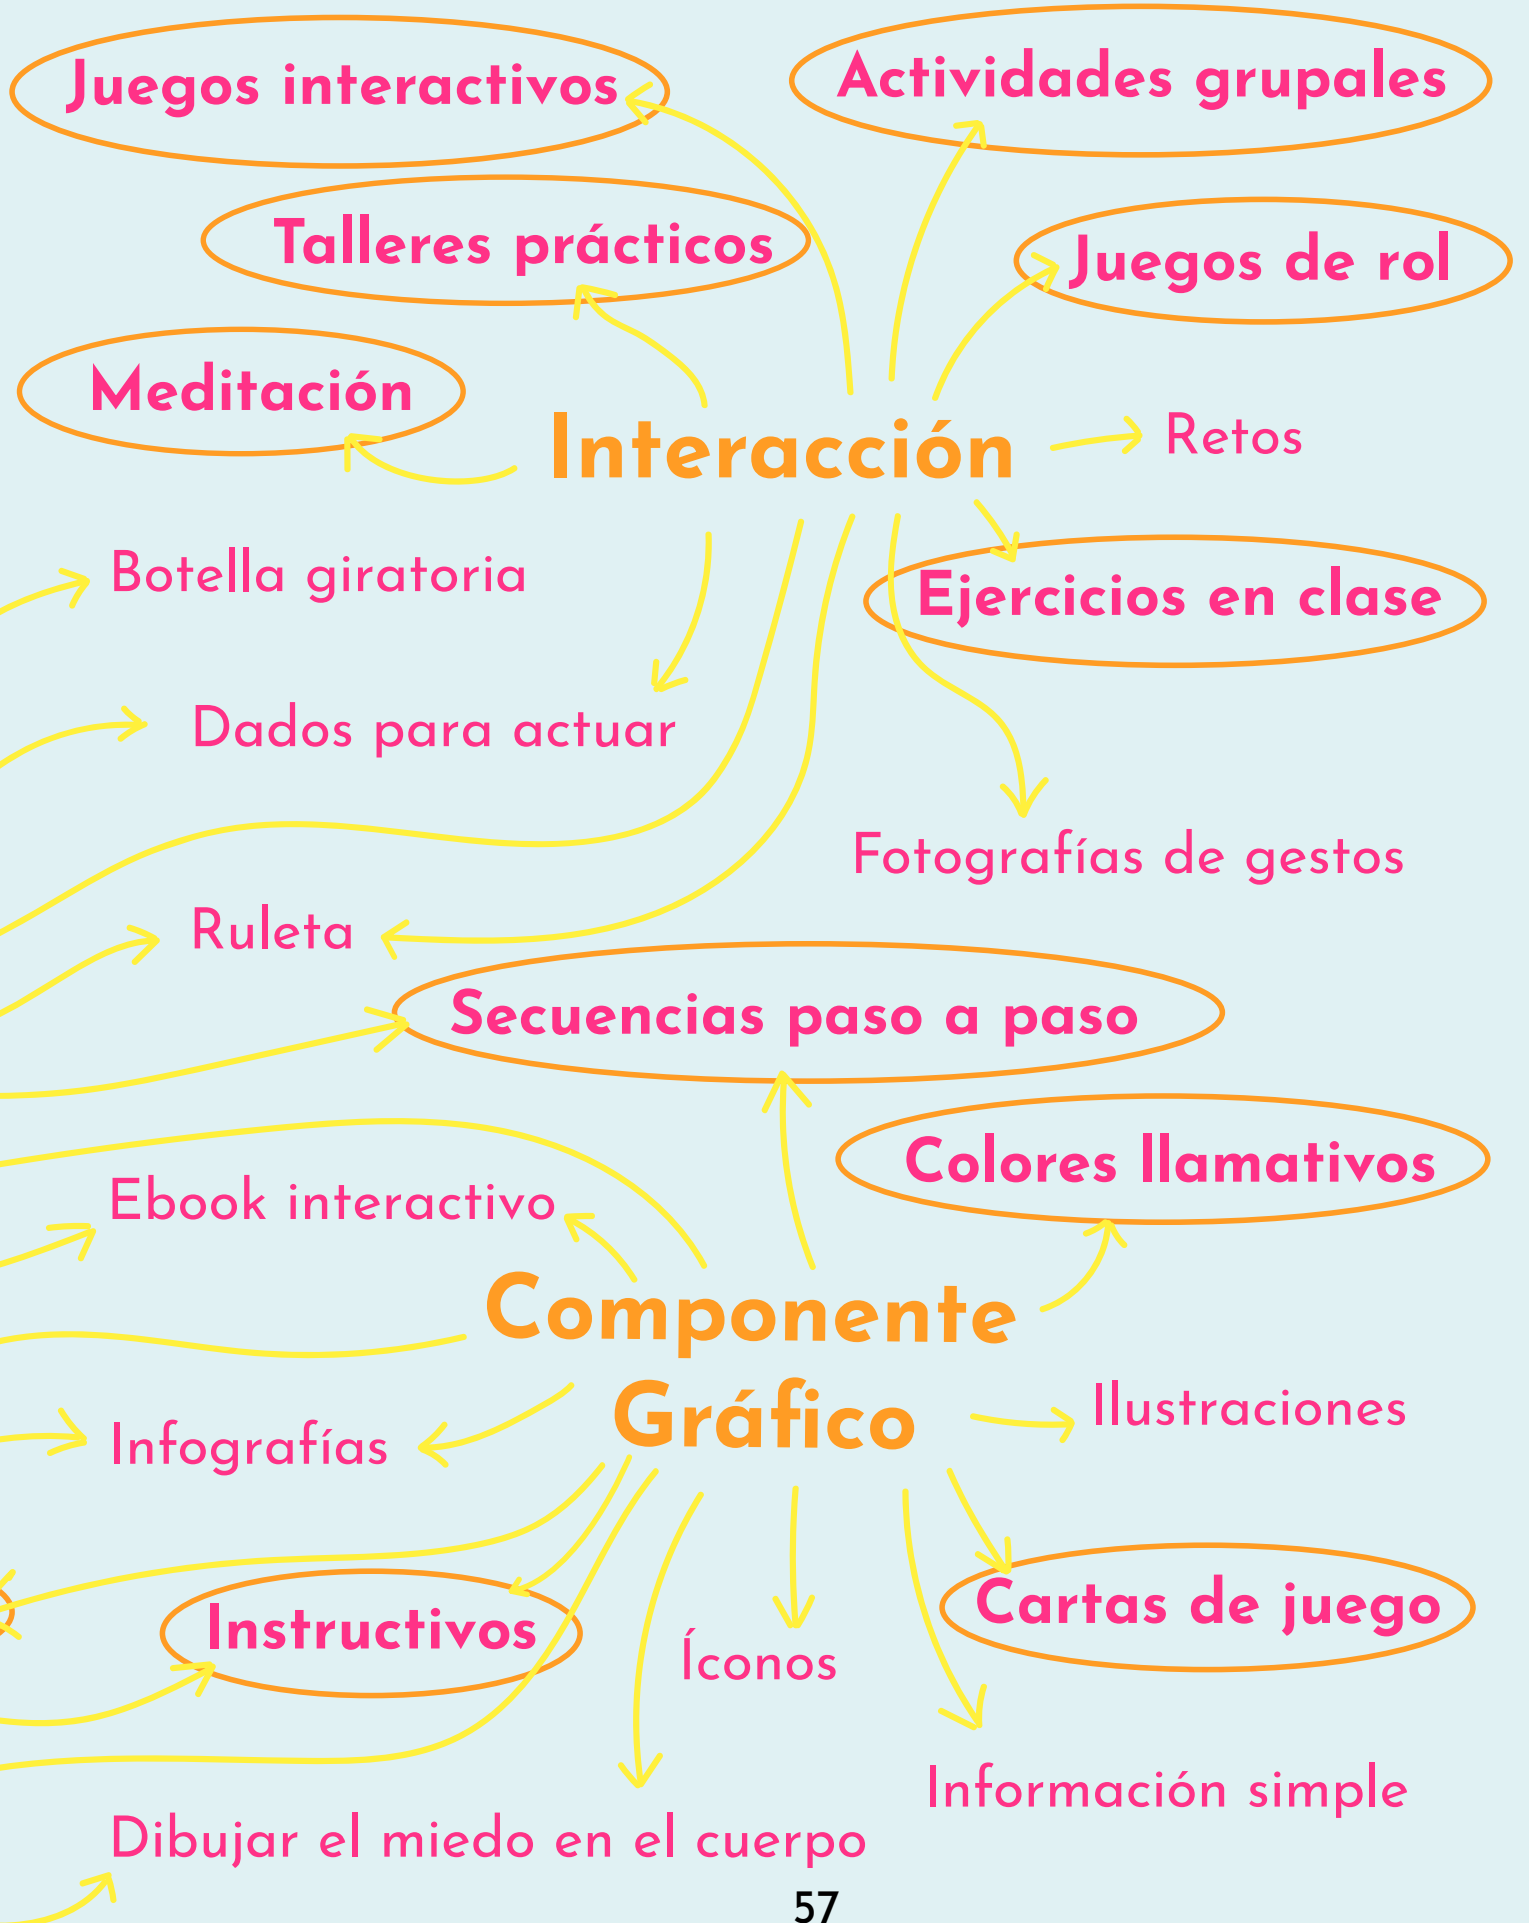 Juegos interactivos
Actividades grupales
Talleres prácticos
Juegos de rol
Meditación
Interacción
Retos
Botella giratoria
Ejercicios en clase
Dados para actuar
Fotografías de gestos
Ruleta
Secuencias paso a paso
Colores llamativos
Ebook interactivo
Componente
Gráfico
Ilustraciones
Infografías
Cartas de juego
Instructivos
Íconos
Información simple
Dibujar el miedo en el cuerpo
57